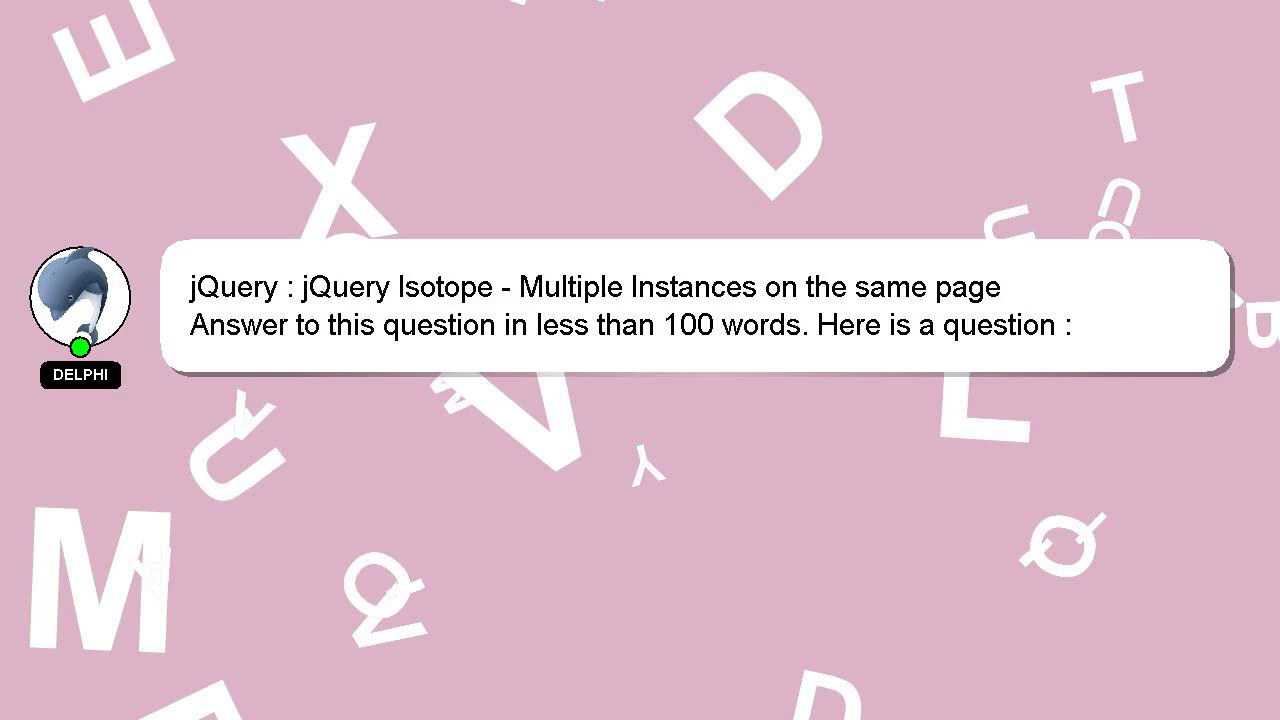 jQuery : jQuery Isotope - Multiple Instances on the same page
Answer to this question in less than 100 words. Here is a question :
DELPHI
E
X
D
T
U
U
O
B
V
L
Y
U
Y
M
Q
Z
Q
D